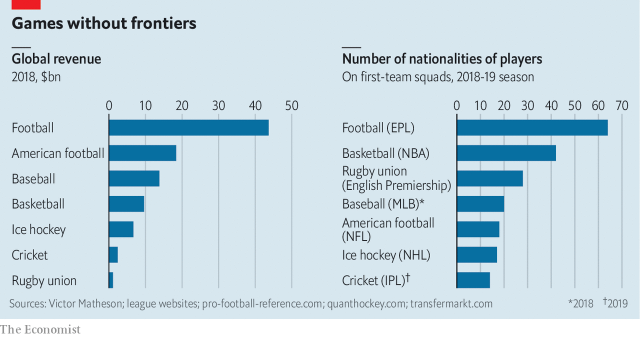 Games without frontiers
Global revenue
2018, $bn
0 10 20 30 40 50
Football
American football
Baseball
Basketball
Ice hockey
Cricket
Rugby union
Number of nationalities of players
On first-team squads, 2018-19 season
0 10 20 30 40 50 60 70
Football (EPL)
Basketball (NBA)
Rugby union
(English Premiership)
Baseball (MLB)*
American football
(NFL)
Ice hockey (NHL)
Cricket (IPL)†
Sources: Victor Matheson; league websites; pro-football-reference.com; quanthockey.com; transfermarkt.com *2018 †2019
The Economist